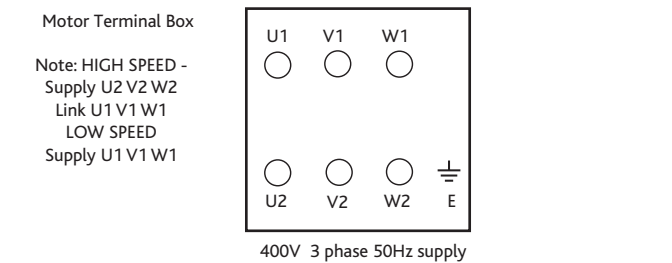 Motor Terminal Box
Note: HIGH SPEED -
Supply U2 V2 W2
Link U1 V1 W1
LOW SPEED
Supply U1 V1 W1
U1 V1 W1
U2 V2 W2 E
400V 3 phase 50Hz supply